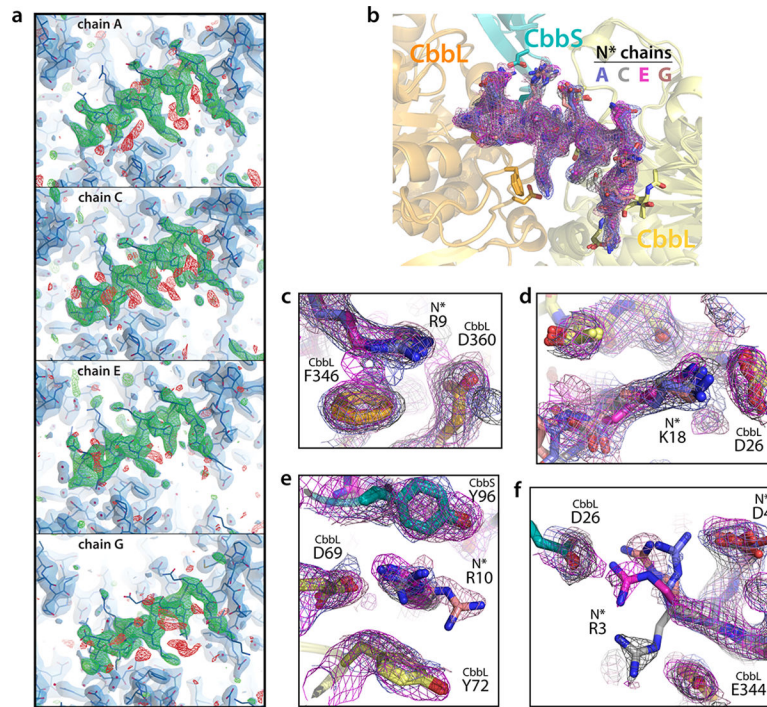 a
chain A
chain C
chain E
chain G
b
CbbL
CbbS
N* chains
A C E G
CbbL
c
N*
R9
CbbL
D360
CbbL
F346
d
N*
K18
CbbL
D26
e
CbbS
Y96
CbbL
D69
N*
R10
CbbL
Y72
f
CbbL
D26
N*
D4
N*
R3
CbbL
E344